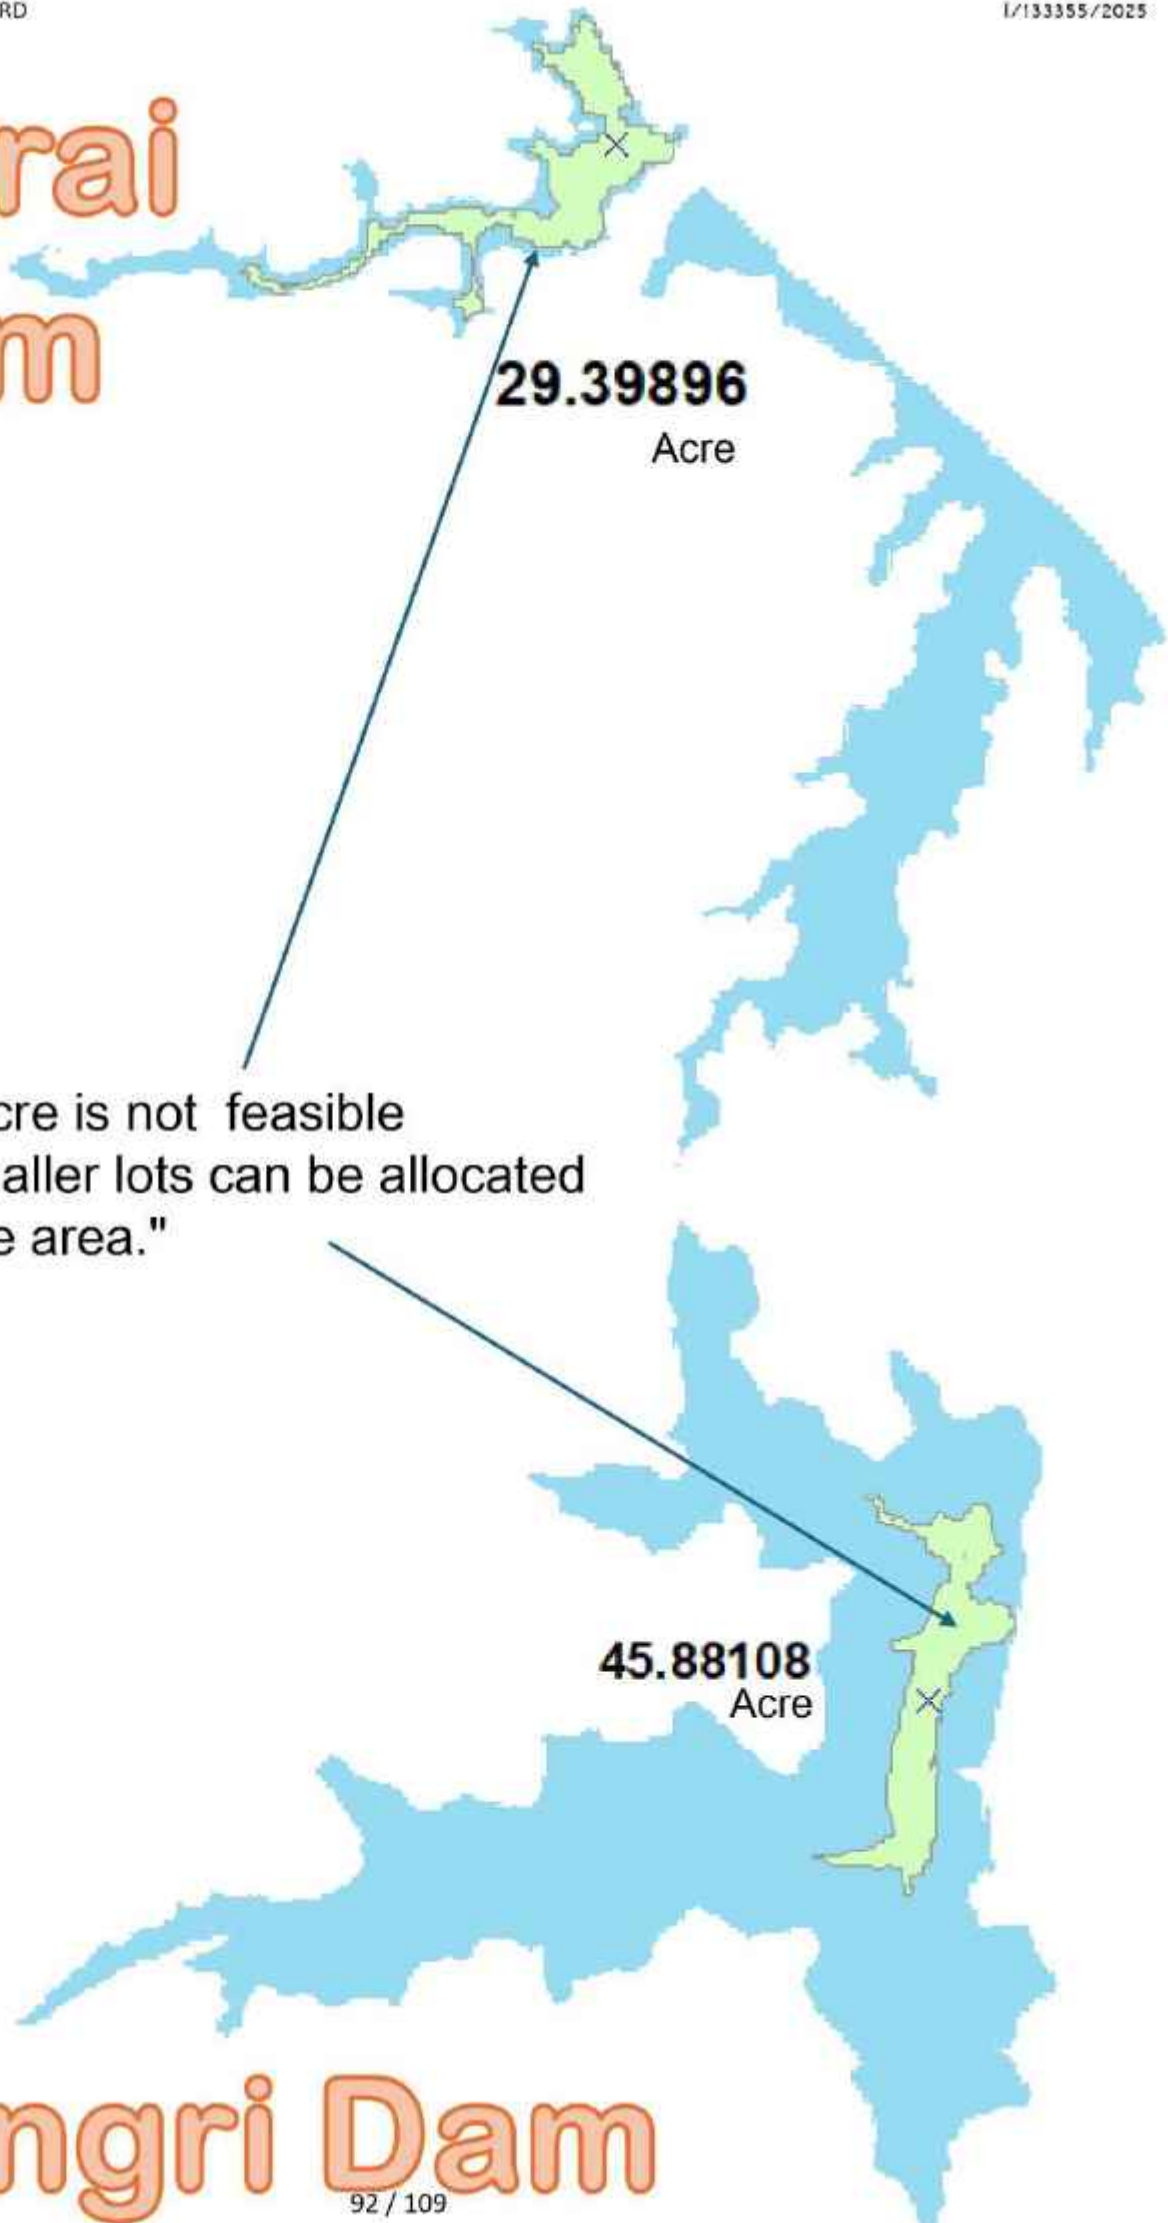 RD
I/133355/2025
rai
m
29.39896
Acre
cre is not feasible
aller lots can be allocated
e area."
45.88108
Acre
ngri Dam
92 / 109